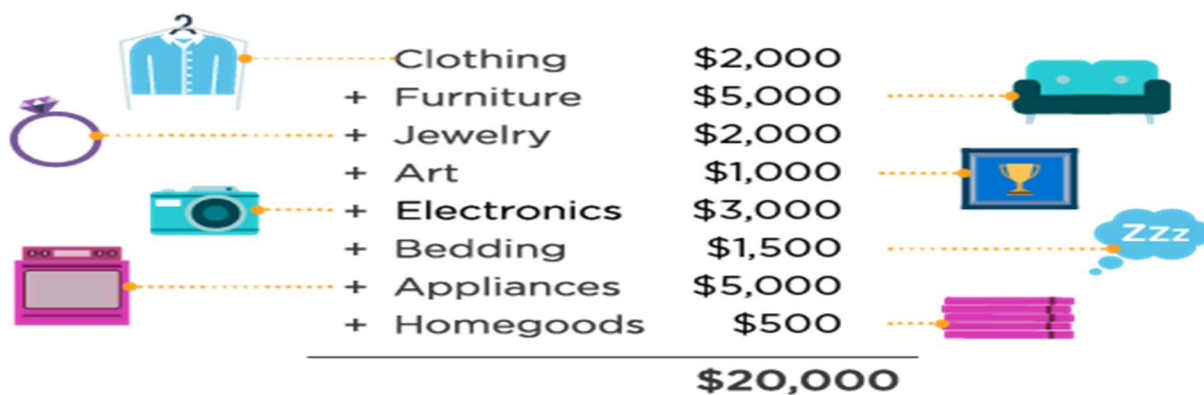 Clothing $2,000
+ Furniture $5,000
+ Jewelry $2,000
+ Art $1,000
+ Electronics $3,000
+ Bedding $1,500
+ Appliances $5,000
+ Homegoods $500
$20,000
ZZz